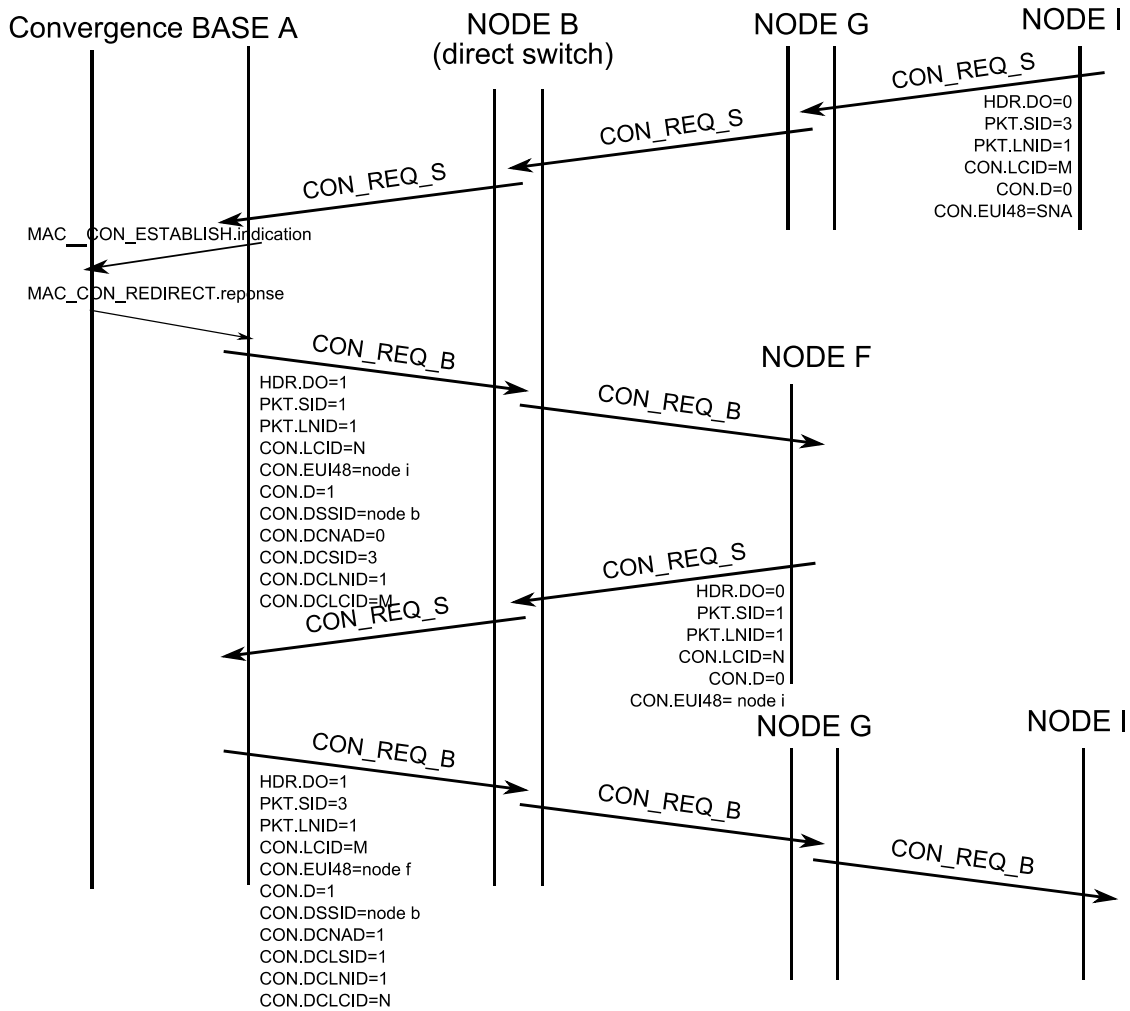 Convergence BASE A
NODE B
(direct switch)
NODE G
NODE I
CON_REQ_S
HDR.DO=0
PKT.SID=3
PKT.LNID=1
CON.LCID=M
CON.D=0
CON.EUI48=SNA
CON_REQ_S
CON_REQ_S
MAC__CON_ESTABLISH.indication
MAC_CON_REDIRECT.reponse
CON_REQ_B
HDR.DO=1
PKT.SID=1
PKT.LNID=1
CON.LCID=N
CON.EUI48=node i
CON.D=1
CON.DSSID=node b
CON.DCNAD=0
CON.DCSID=3
CON.DCLNID=1
CON.DCLCID=M
NODE F
CON_REQ_B
CON_REQ_S
HDR.DO=0
PKT.SID=1
PKT.LNID=1
CON.LCID=N
CON.D=0
CON.EUI48= node i
CON_REQ_S
NODE G
NODE I
CON_REQ_B
HDR.DO=1
PKT.SID=3
PKT.LNID=1
CON.LCID=M
CON.EUI48=node f
CON.D=1
CON.DSSID=node b
CON.DCNAD=1
CON.DCLSID=1
CON.DCLNID=1
CON.DCLCID=N
CON_REQ_B
CON_REQ_B